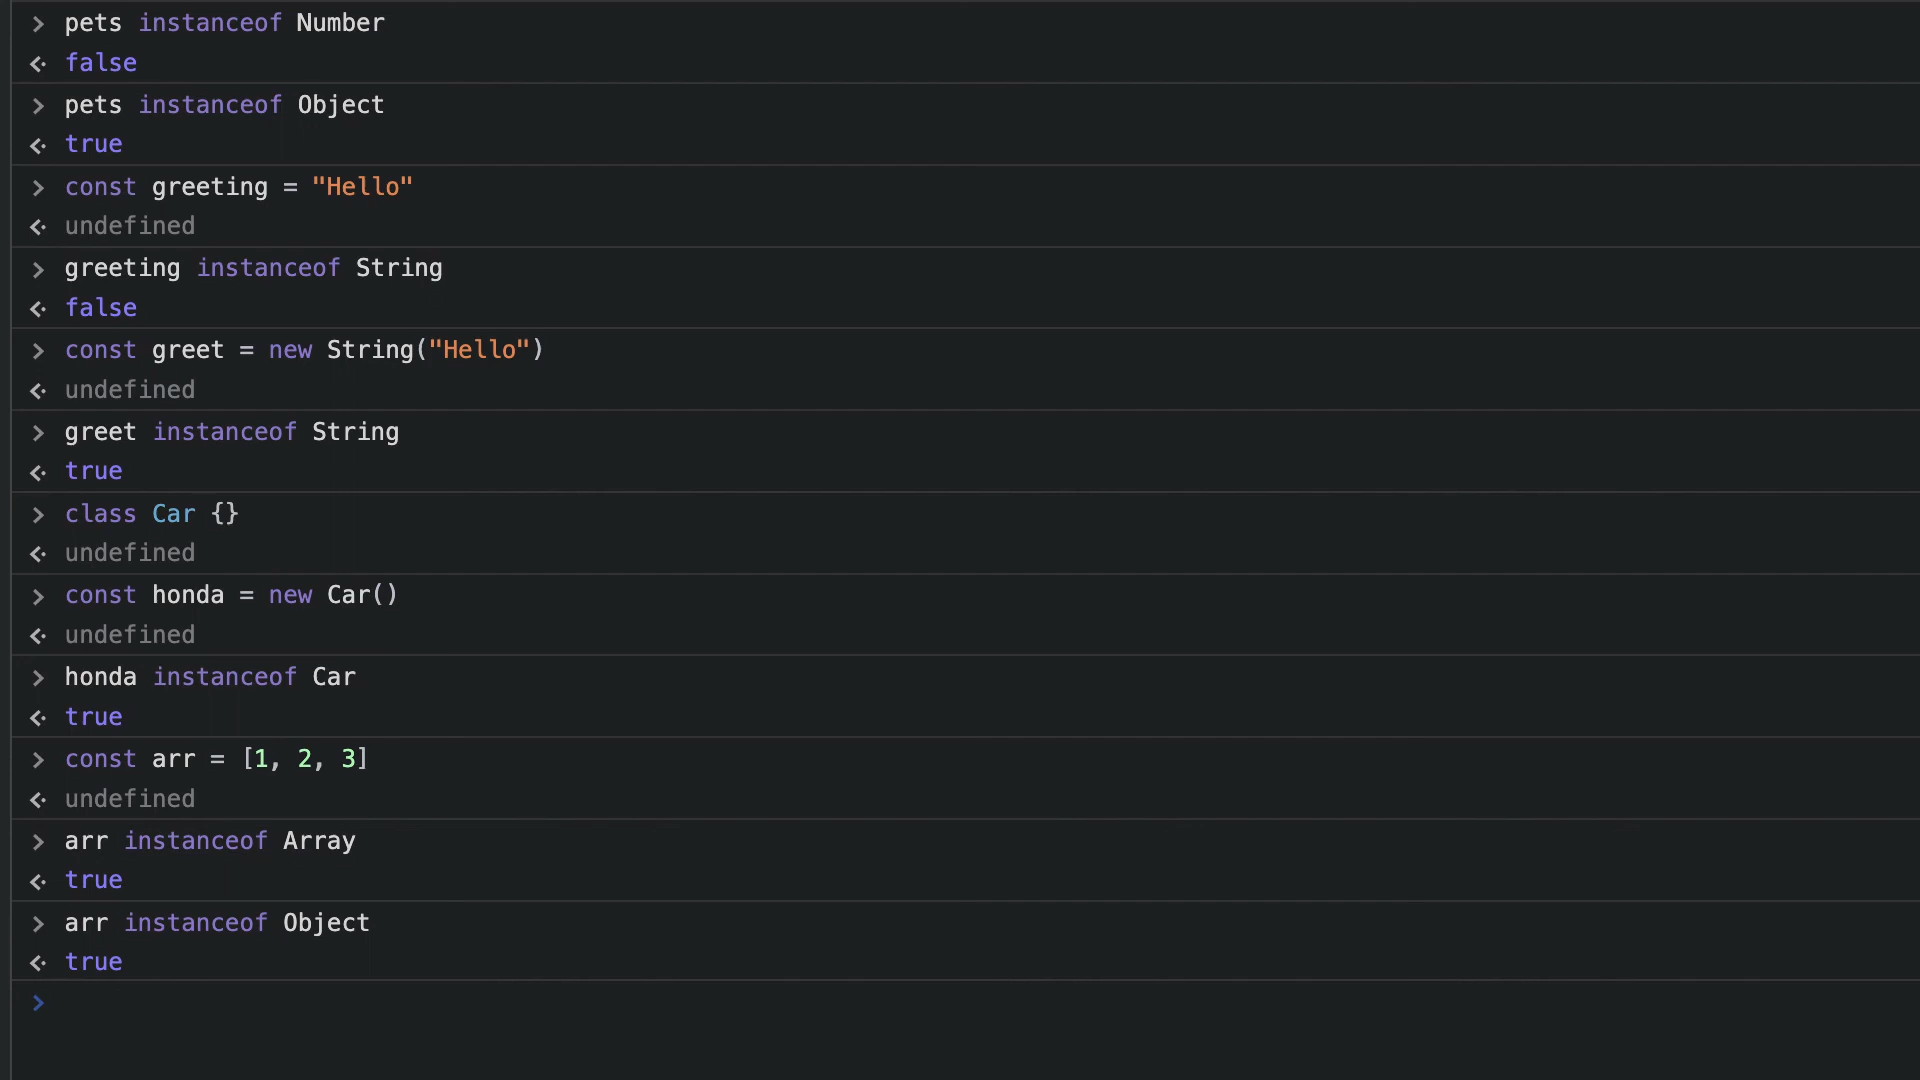 > pets instanceof Number
<· false
> pets instanceof Object
<· true
> const greeting = "Hello"
<· undefined
> greeting instanceof String
<· false
> const greet = new String("Hello")
<· undefined
> greet instanceof String
<· true
> class Car {}
<· undefined
> const honda = new Car()
<· undefined
> honda instanceof Car
<· true
> const arr = [1, 2, 3]
<· undefined
> arr instanceof Array
<· true
> arr instanceof Object
<· true
>